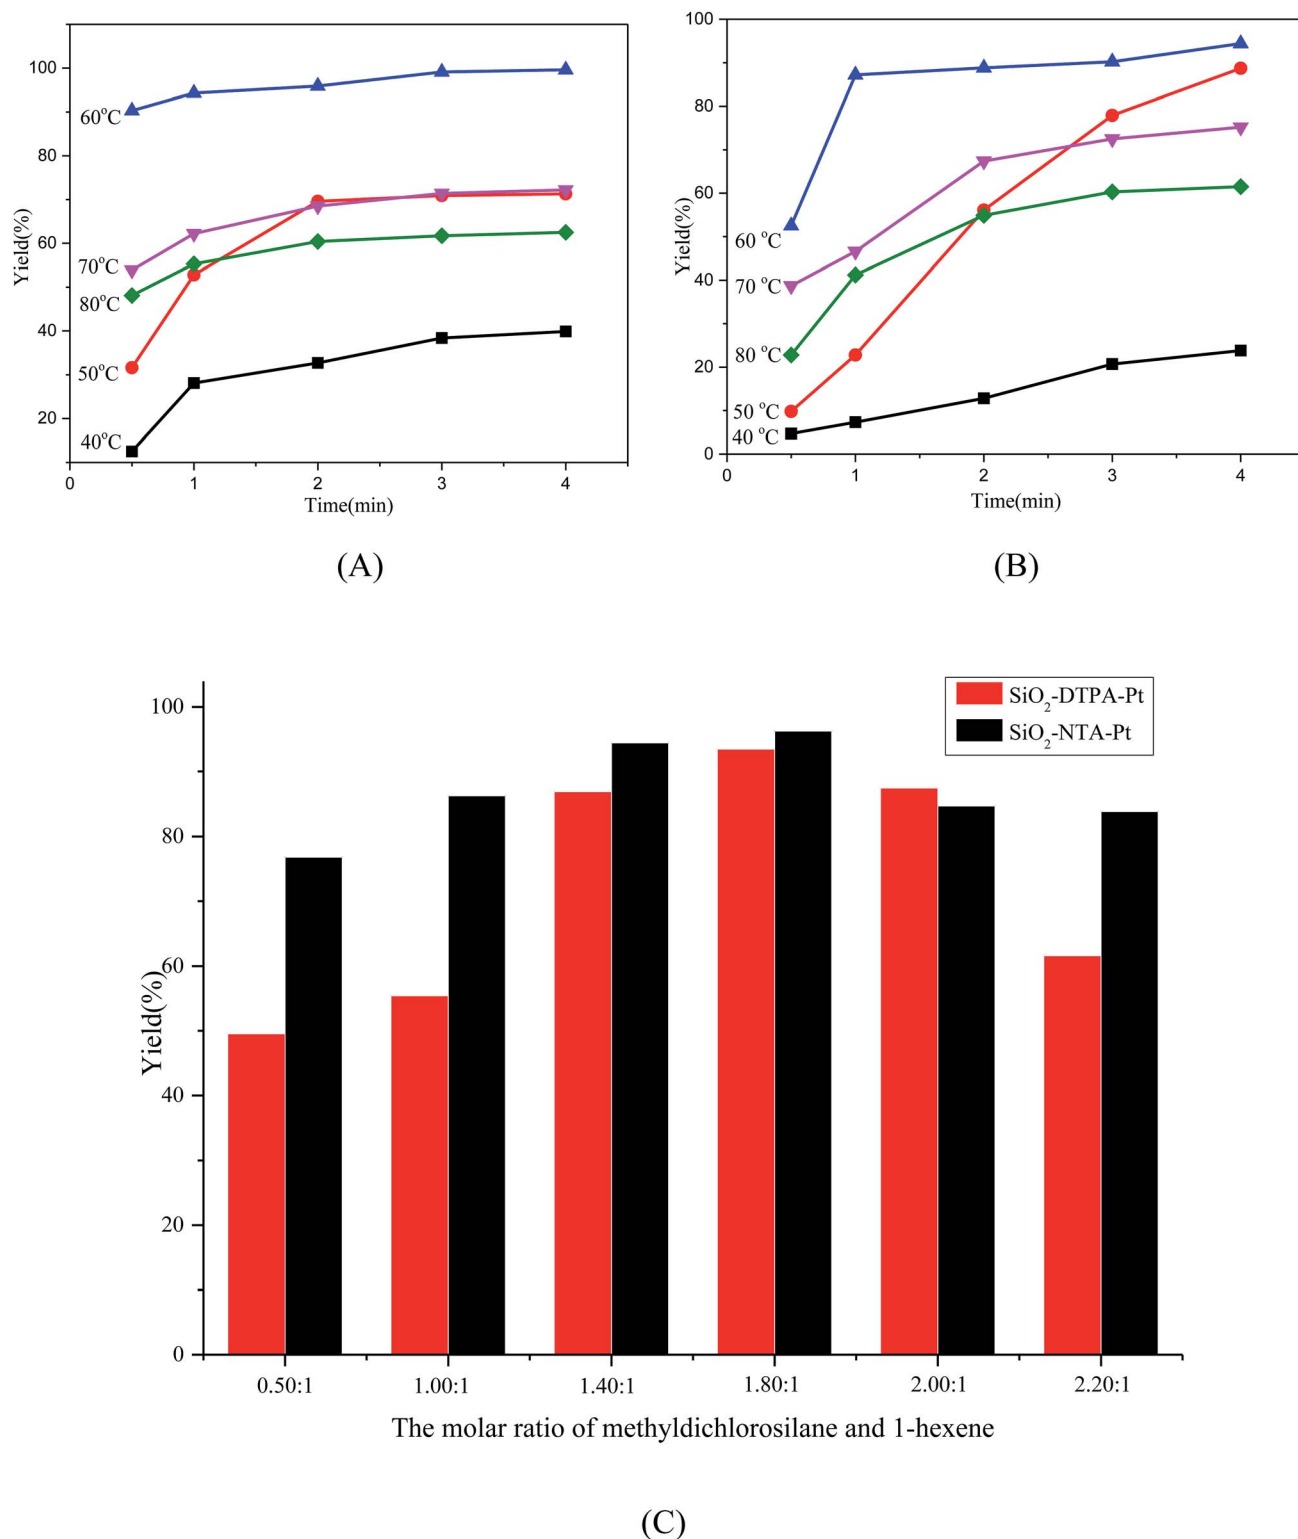 100
80
60
40
20
Yield(%)
60°C
70°C
80°C
50°C
40°C
0 1 2 3 4
Time(min)
(A)
100
80
60
40
20
0
Yield(%)
60 °C
70 °C
80 °C
50 °C
40 °C
0 1 2 3 4
Time(min)
(B)
SiO₂-DTPA-Pt
SiO₂-NTA-Pt
100
80
60
40
20
0
Yield(%)
0.50:1 1.00:1 1.40:1 1.80:1 2.00:1 2.20:1
The molar ratio of methyldichlorosilane and 1-hexene
(C)